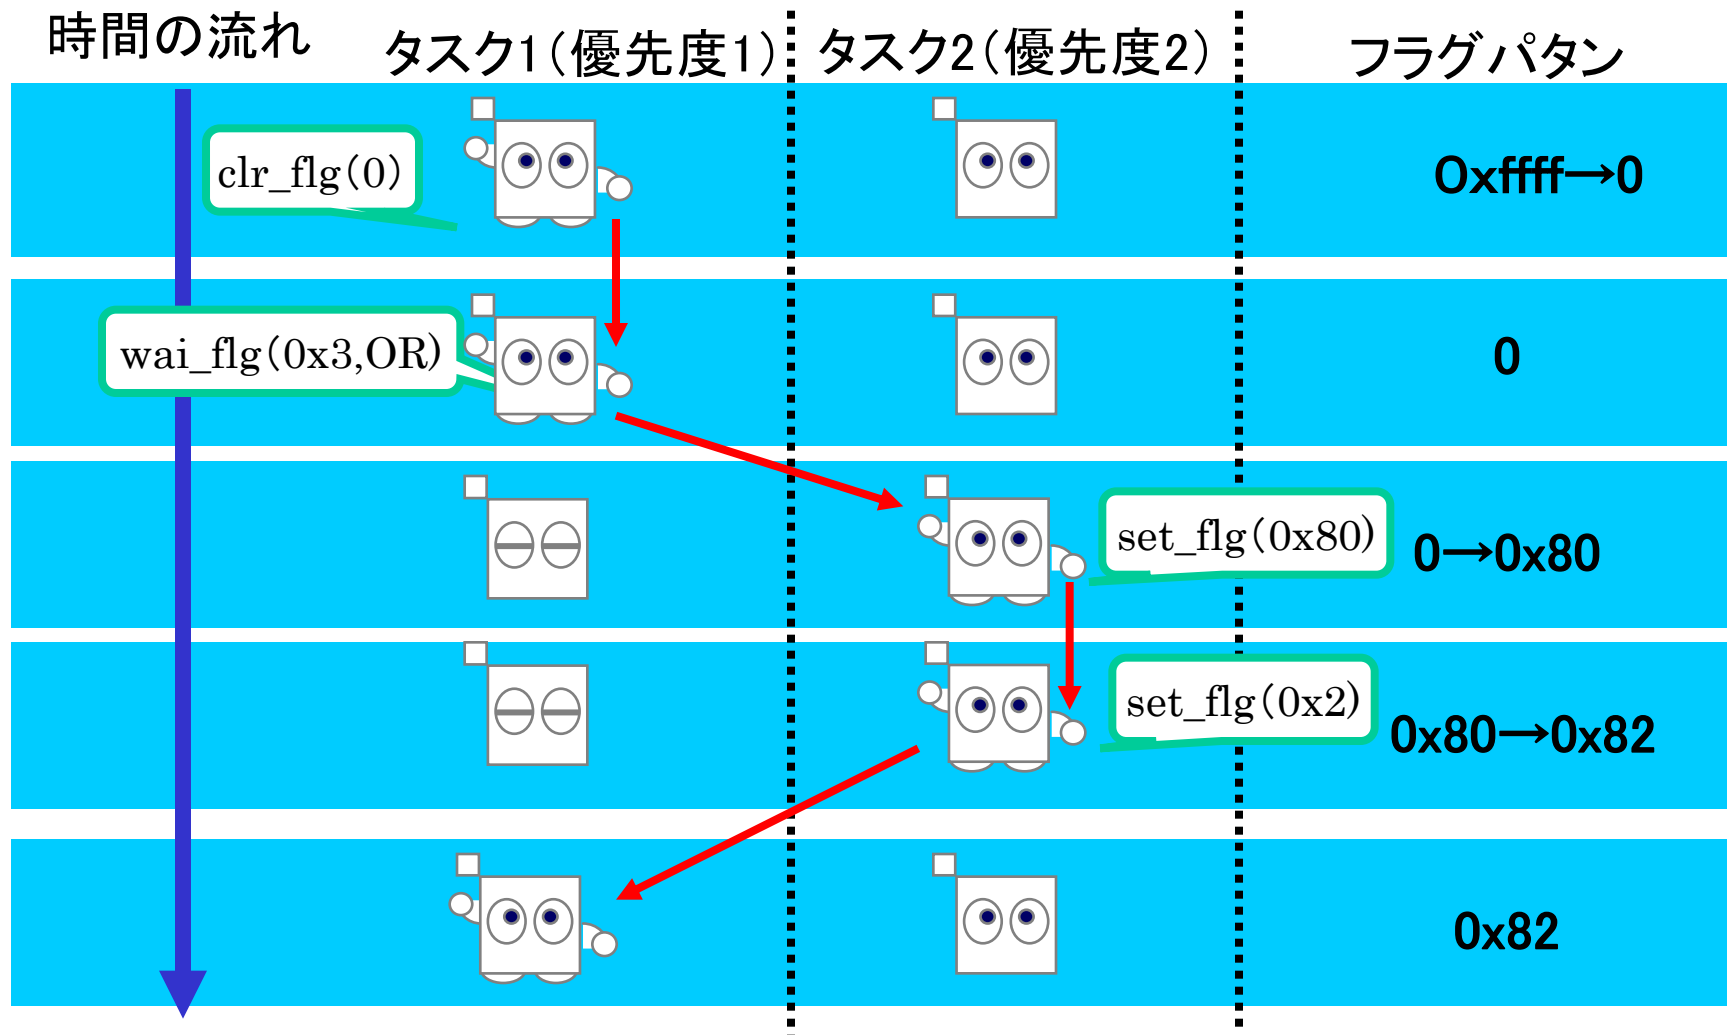 時間の流れ
タスク1(優先度1)
タスク2(優先度2)
フラグパタン
clr_flg(0)
0xffff→0
wai_flg(0x3,OR)
0
set_flg(0x80)
0→0x80
set_flg(0x2)
0x80→0x82
0x82